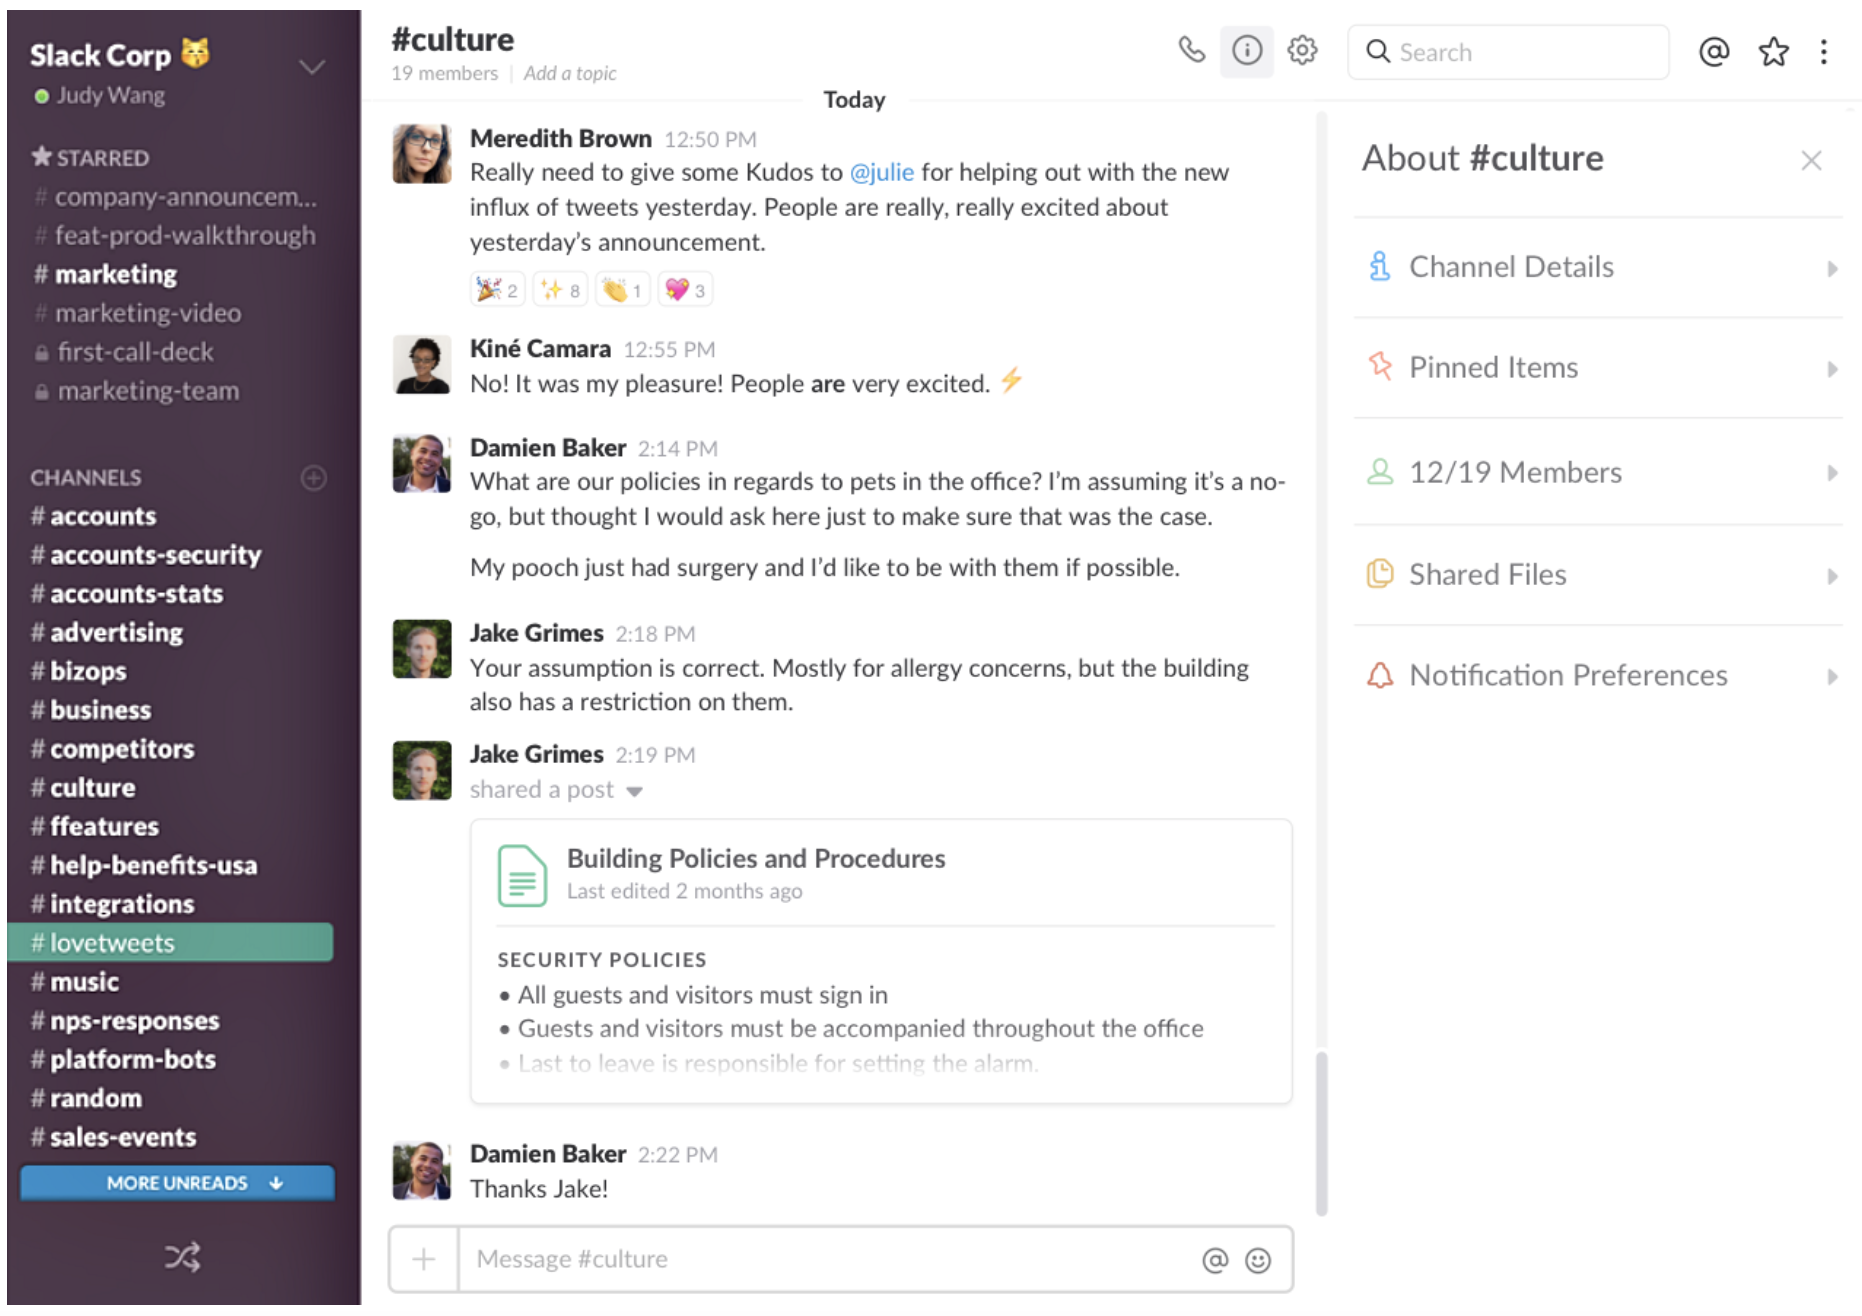 Slack Corp
Judy Wang
STARRED
# company-announcem...
# feat-prod-walkthrough
# marketing
# marketing-video
first-call-deck
marketing-team
CHANNELS
# accounts
# accounts-security
# accounts-stats
# advertising
# bizops
# business
# competitors
# culture
# ffeatures
# help-benefits-usa
# integrations
# lovetweets
# music
# nps-responses
# platform-bots
# random
# sales-events
MORE UNREADS
#culture
19 members | Add a topic
Search
Today
Meredith Brown 12:50 PM
Really need to give some Kudos to @julie for helping out with the new
influx of tweets yesterday. People are really, really excited about
yesterday's announcement.
2 8 1 3
Kiné Camara 12:55 PM
No! It was my pleasure! People are very excited. ⚡
Damien Baker 2:14 PM
What are our policies in regards to pets in the office? I'm assuming it's a no-
go, but thought I would ask here just to make sure that was the case.
My pooch just had surgery and I'd like to be with them if possible.
Jake Grimes 2:18 PM
Your assumption is correct. Mostly for allergy concerns, but the building
also has a restriction on them.
Jake Grimes 2:19 PM
shared a post
Building Policies and Procedures
Last edited 2 months ago
SECURITY POLICIES
• All guests and visitors must sign in
• Guests and visitors must be accompanied throughout the office
• Last to leave is responsible for setting the alarm.
Damien Baker 2:22 PM
Thanks Jake!
Message #culture
About #culture
Channel Details
Pinned Items
12/19 Members
Shared Files
Notification Preferences